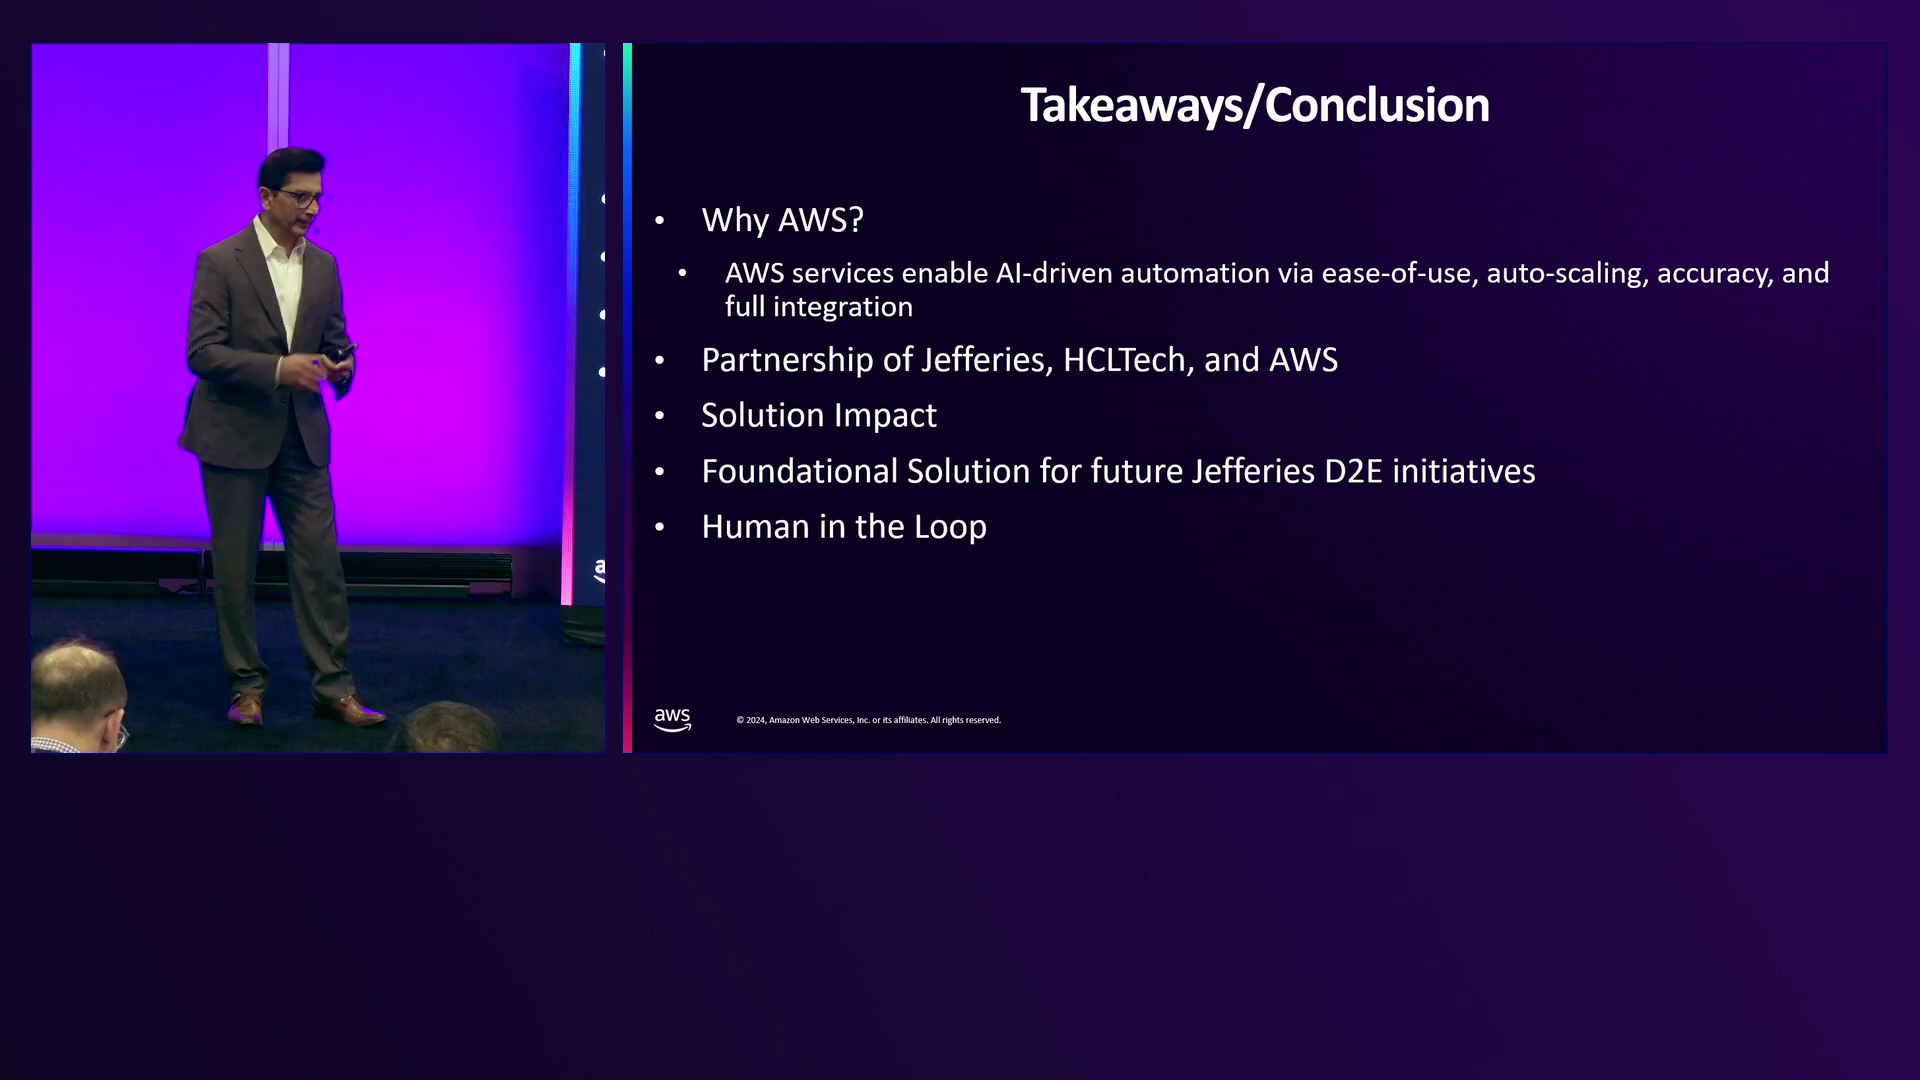 Takeaways/Conclusion
• Why AWS?
• AWS services enable AI-driven automation via ease-of-use, auto-scaling, accuracy, and
full integration
• Partnership of Jefferies, HCLTech, and AWS
• Solution Impact
• Foundational Solution for future Jefferies D2E initiatives
• Human in the Loop
aws
© 2024, Amazon Web Services, Inc. or its affiliates. All rights reserved.
a